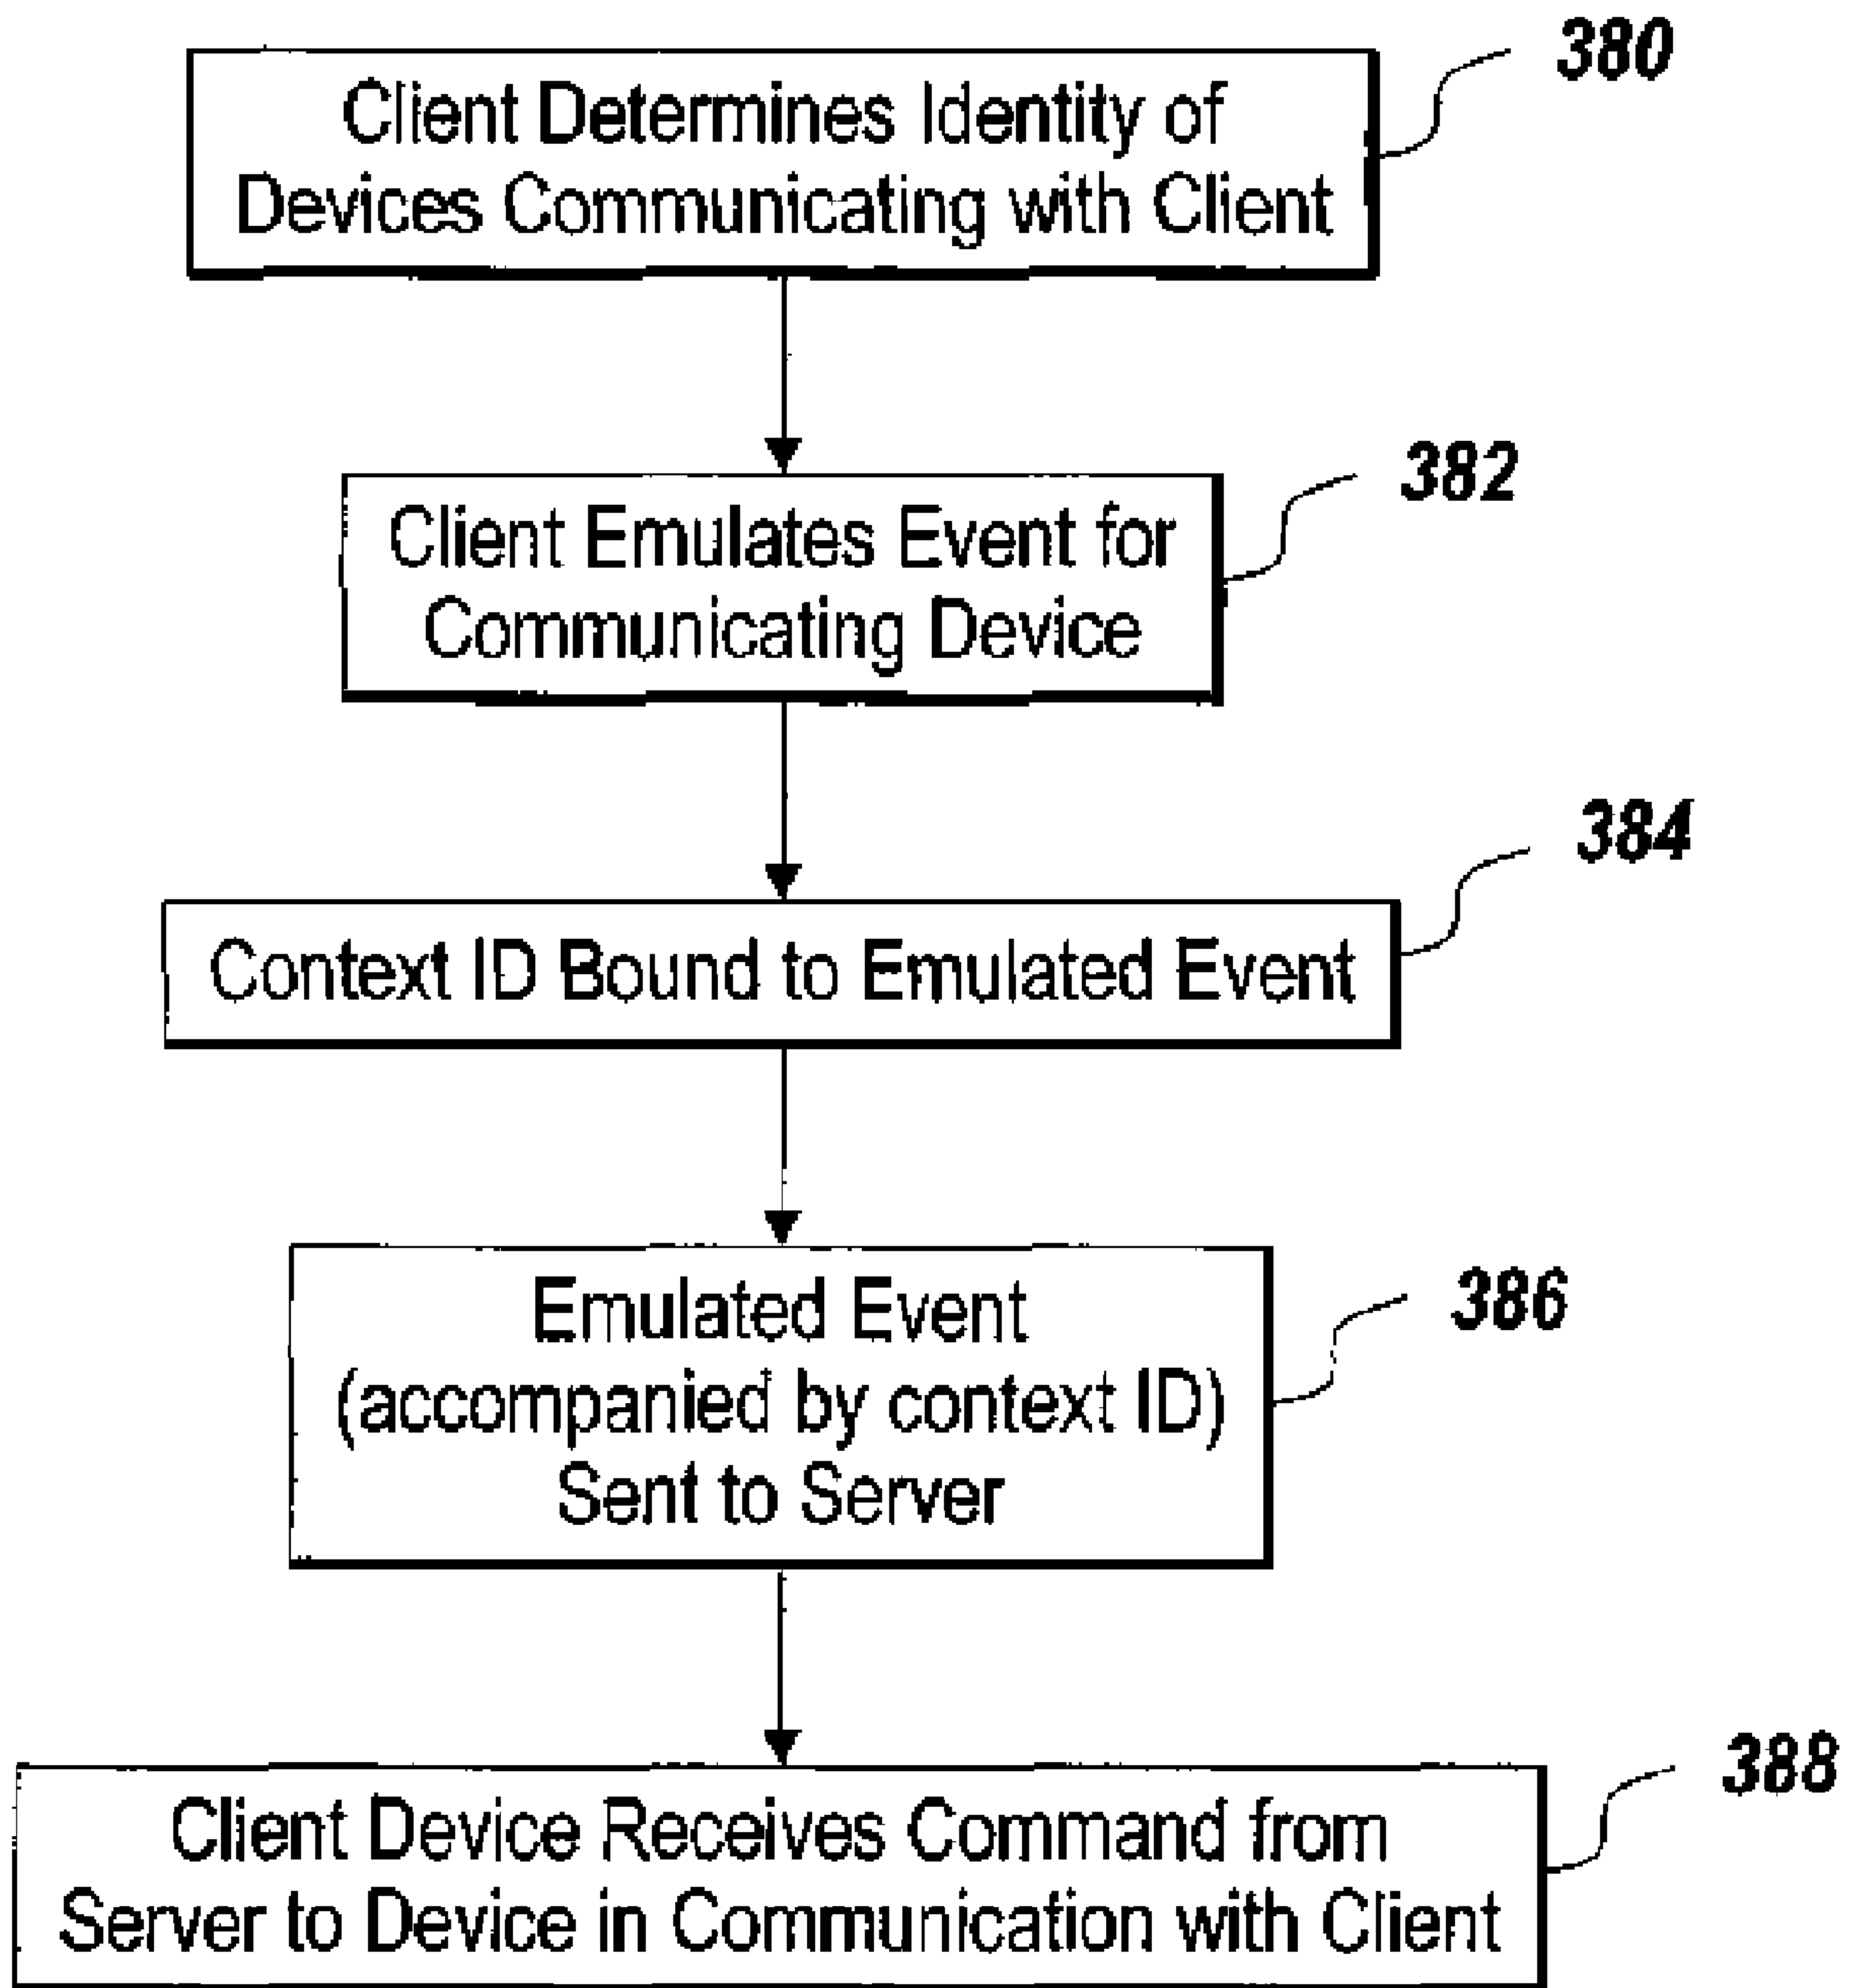 380
Client Determines Identity of
Devices Communicating with Client
382
Client Emulates Event for
Communicating Device
384
Context ID Bound to Emulated Event
386
Emulated Event
(accompanied by context ID)
Sent to Server
388
Client Device Receives Command from
Server to Device in Communication with Client